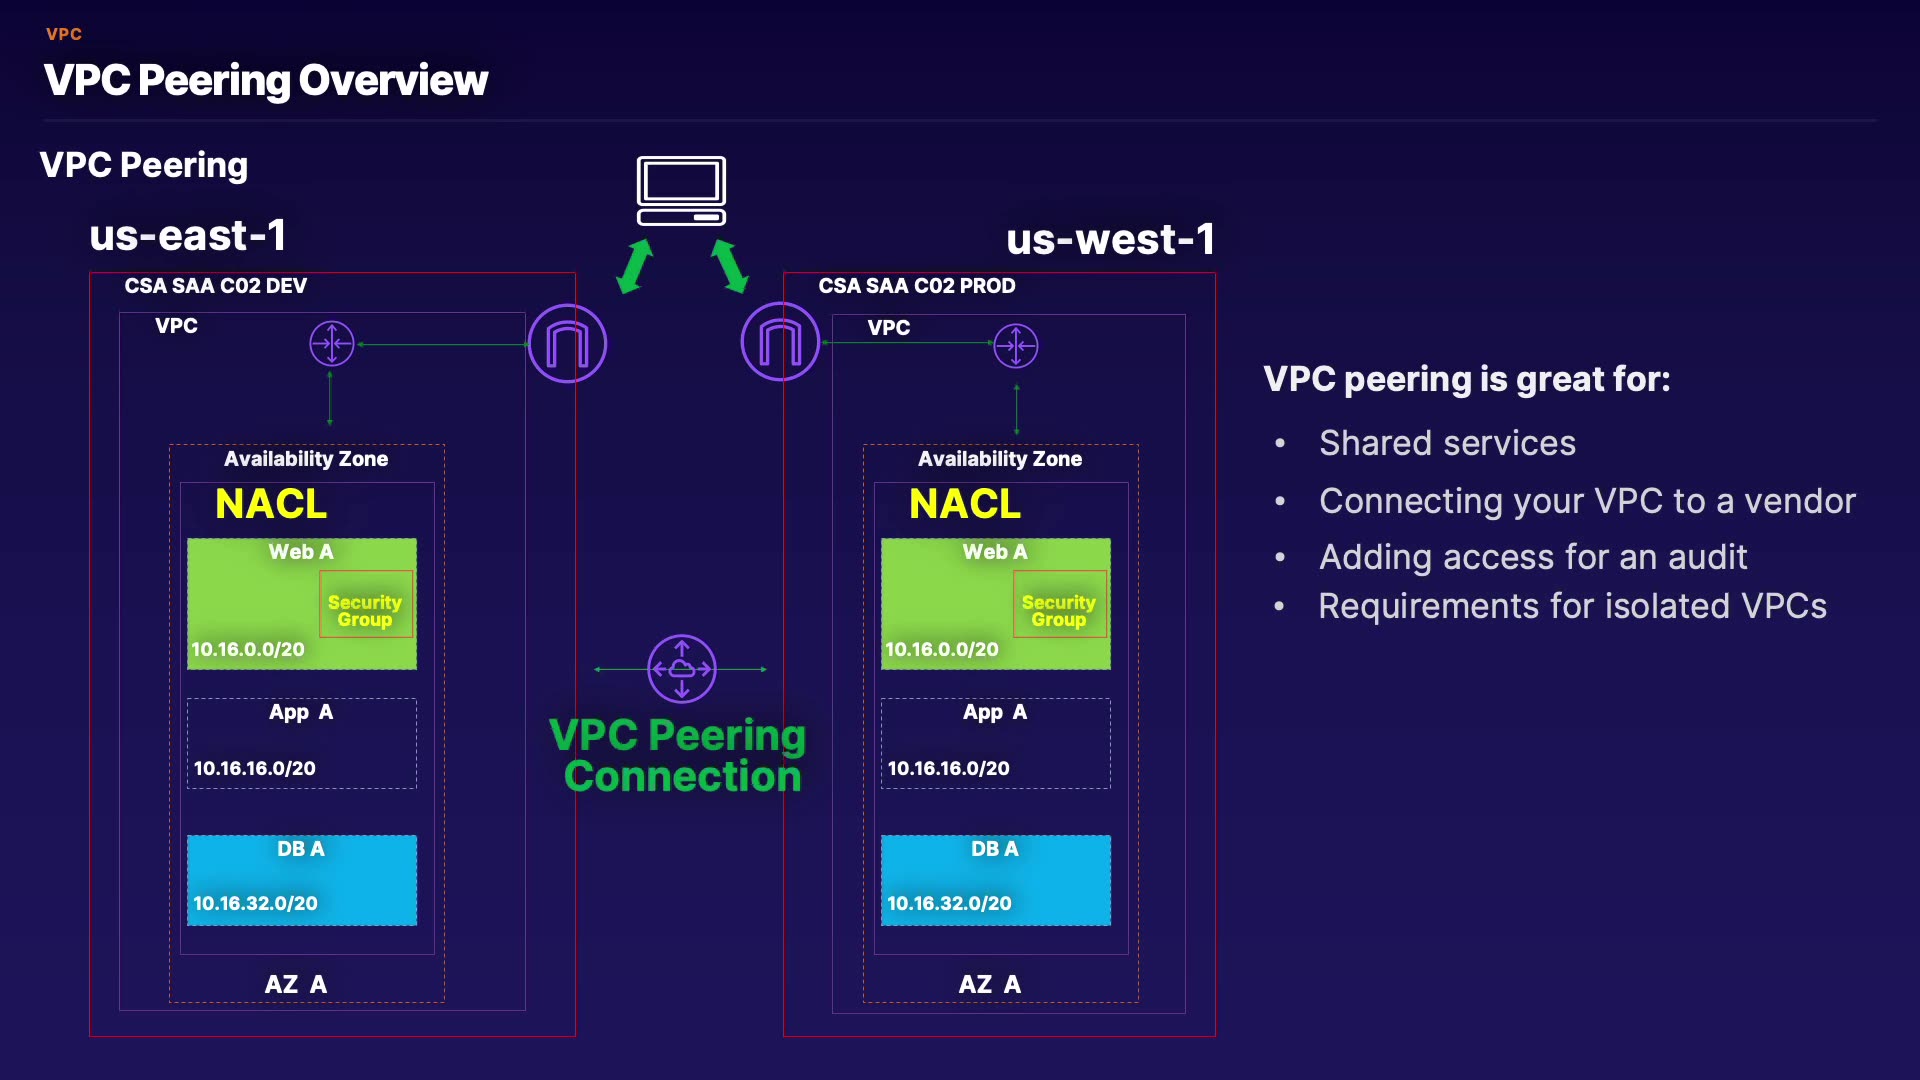 VPC
VPC Peering Overview
VPC Peering
us-east-1
CSA SAA C02 DEV
VPC
Availability Zone
NACL
Web A
Security
Group
10.16.0.0/20
App A
10.16.16.0/20
DB A
10.16.32.0/20
AZ A
VPC Peering
Connection
us-west-1
CSA SAA C02 PROD
VPC
Availability Zone
NACL
Web A
Security
Group
10.16.0.0/20
App A
10.16.16.0/20
DB A
10.16.32.0/20
AZ A
VPC peering is great for:
• Shared services
• Connecting your VPC to a vendor
• Adding access for an audit
• Requirements for isolated VPCs